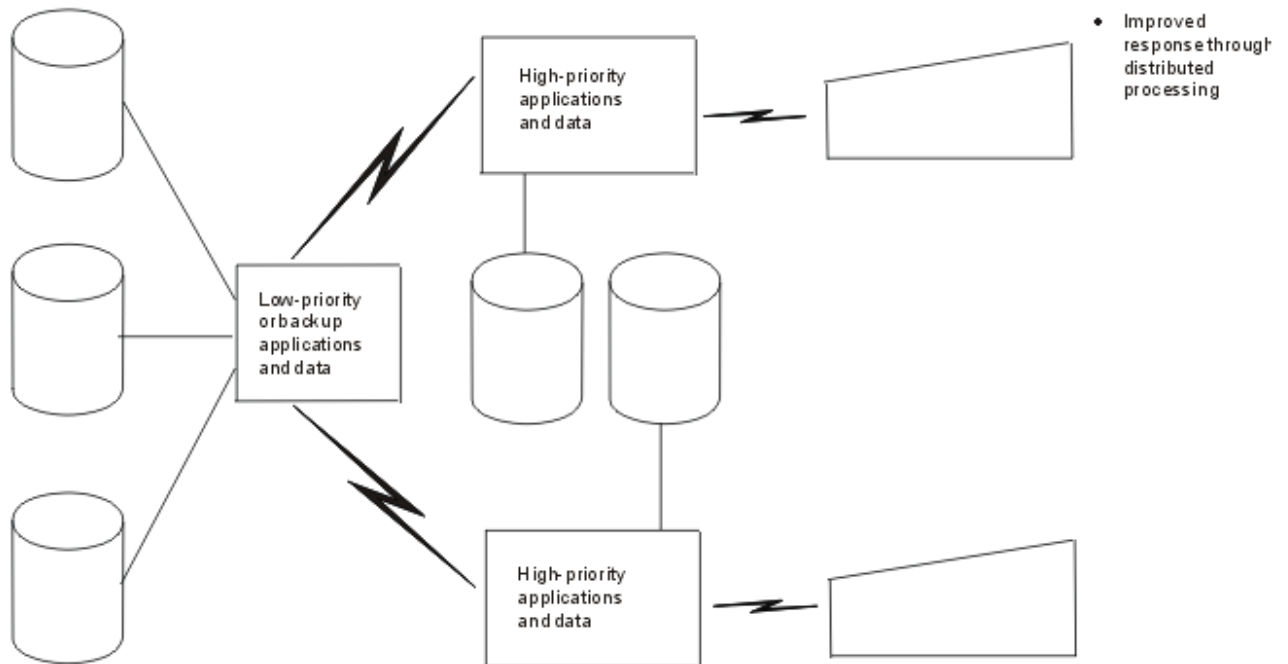 • Improved
response through
distributed
processing
High-priority
applications
and data
Low-priority
or backup
applications
and data
High-priority
applications
and data